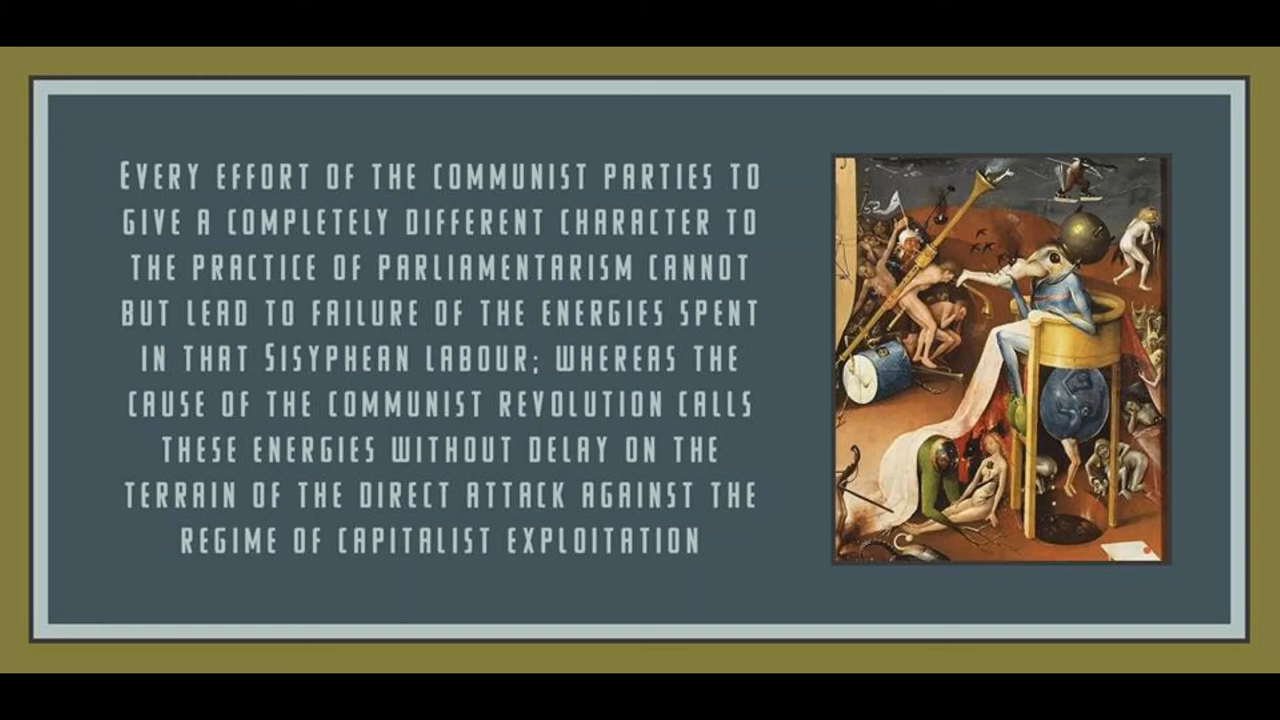 Every effort of the communist parties to
give a completely different character to
the practice of parliamentarism cannot
but lead to failure of the energies spent
in that Sisyphean labour; whereas the
cause of the communist revolution calls
these energies without delay on the
terrain of the direct attack against the
regime of capitalist exploitation